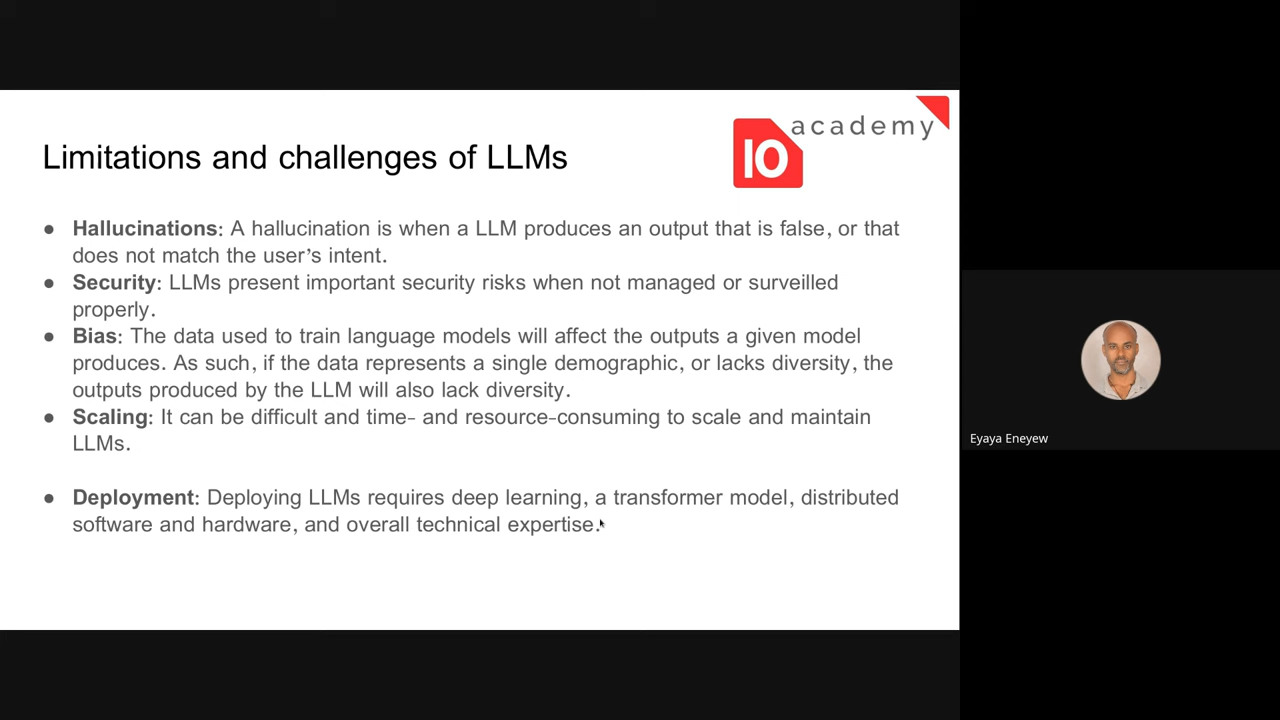 academy
10
Limitations and challenges of LLMs
● Hallucinations: A hallucination is when a LLM produces an output that is false, or that
does not match the user’s intent.
● Security: LLMs present important security risks when not managed or surveilled
properly.
● Bias: The data used to train language models will affect the outputs a given model
produces. As such, if the data represents a single demographic, or lacks diversity, the
outputs produced by the LLM will also lack diversity.
● Scaling: It can be difficult and time- and resource-consuming to scale and maintain
LLMs.
● Deployment: Deploying LLMs requires deep learning, a transformer model, distributed
software and hardware, and overall technical expertise.
Eyaya Eneyew